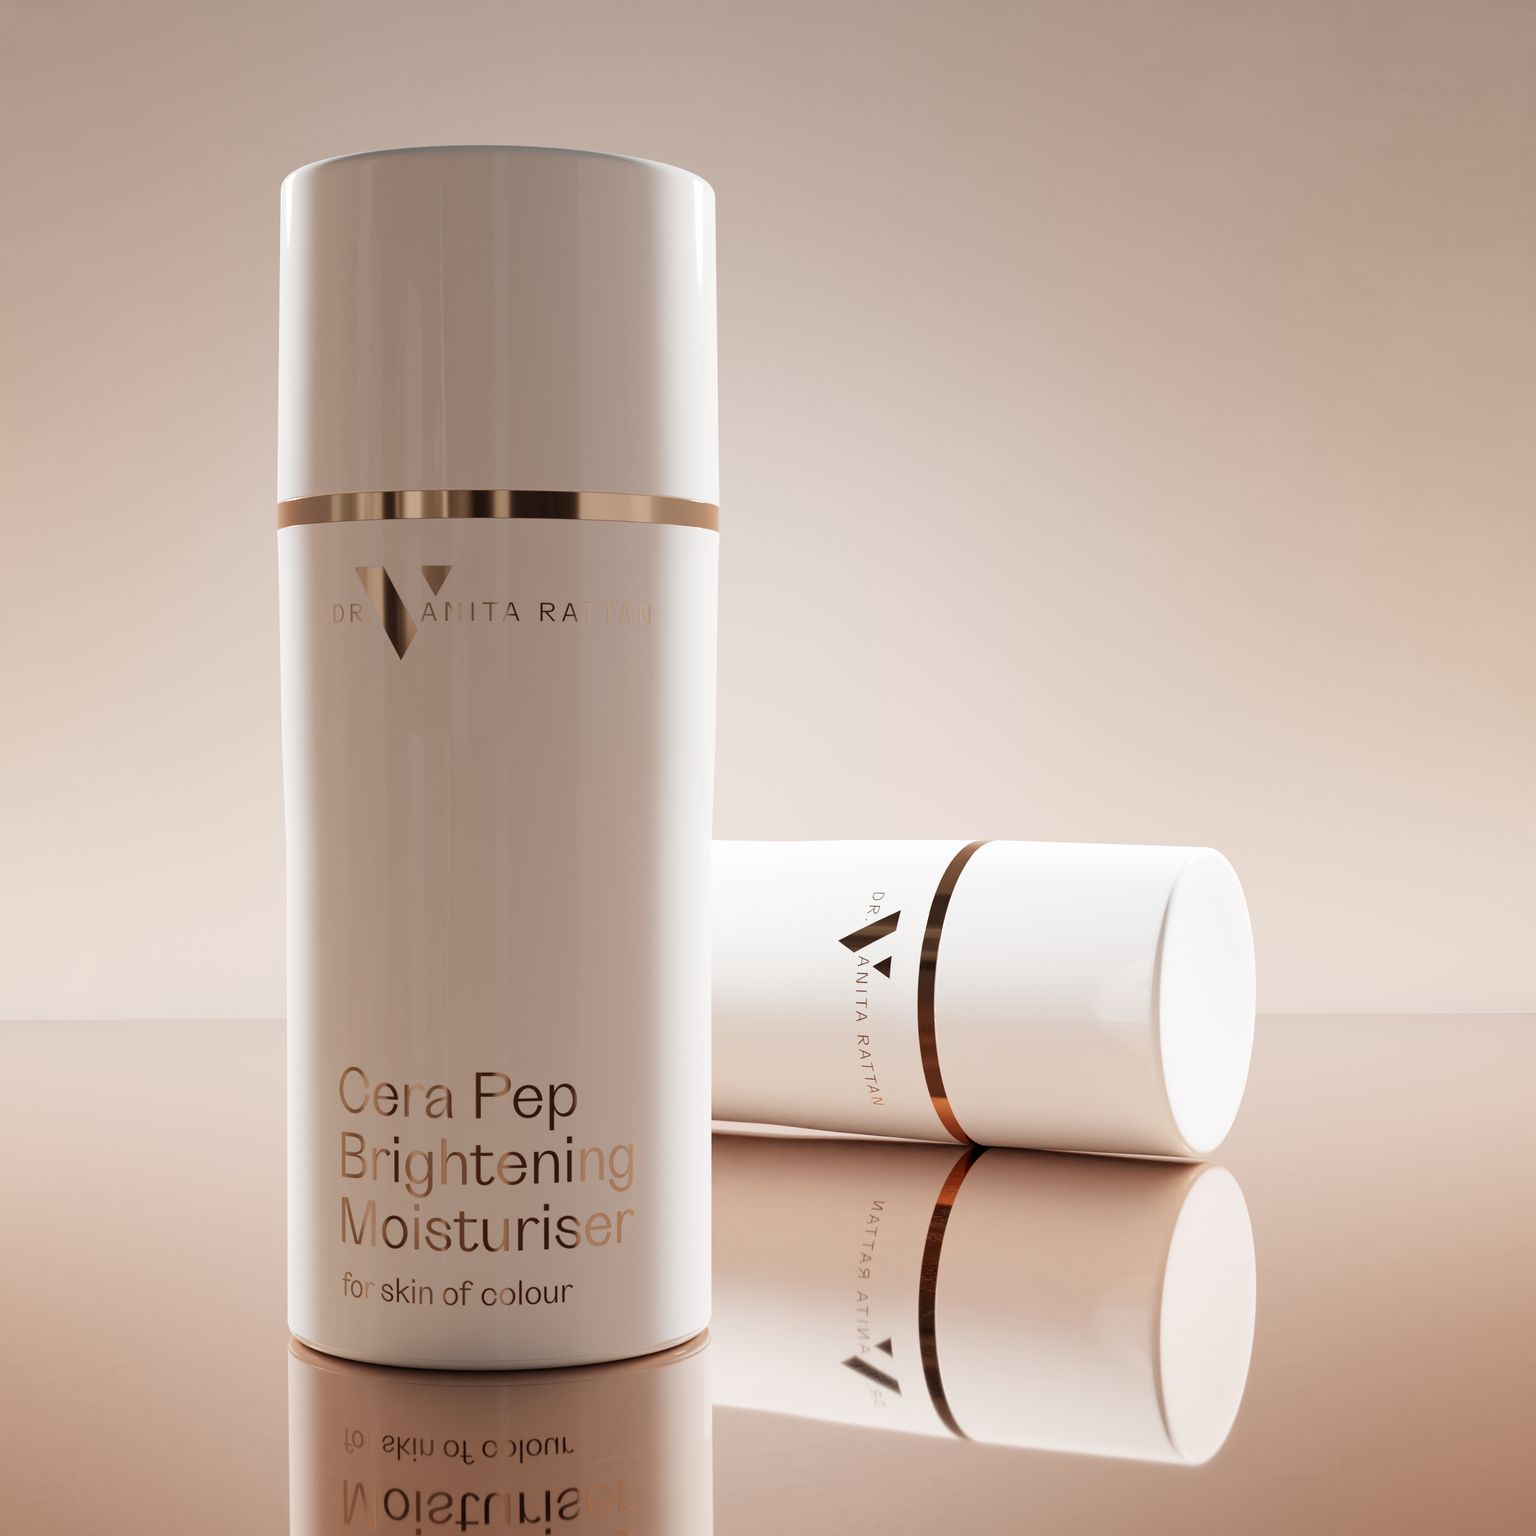 DR. VANITA RATTAN
Cera Pep
Brightening
Moisturiser
for skin of colour
DR. VANITA RATTAN